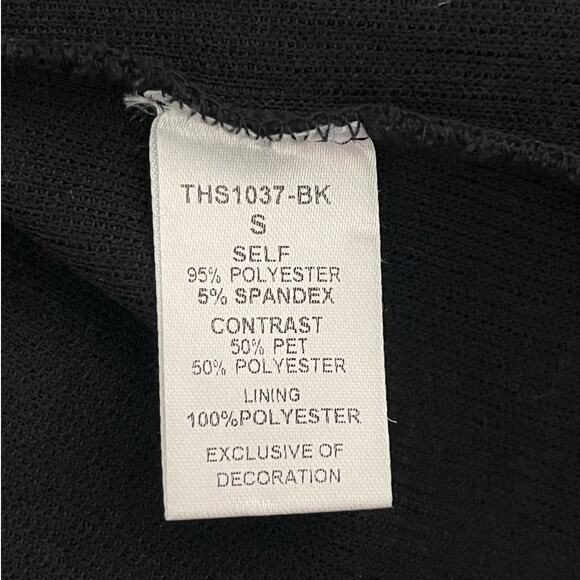 THS1037-BK
S
SELF
95% POLYESTER
5% SPANDEX
CONTRAST
50% PET
50% POLYESTER
LINING
100%POLYESTER
EXCLUSIVE OF
DECORATION